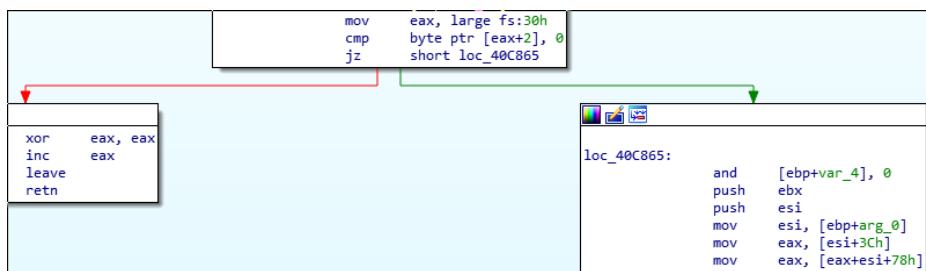 mov eax, large fs:30h
cmp byte ptr [eax+2], 0
jz short loc_40C865
xor eax, eax
inc eax
leave
retn
loc_40C865:
and [ebp+var_4], 0
push ebx
push esi
mov esi, [ebp+arg_0]
mov eax, [esi+3Ch]
mov eax, [eax+esi+78h]